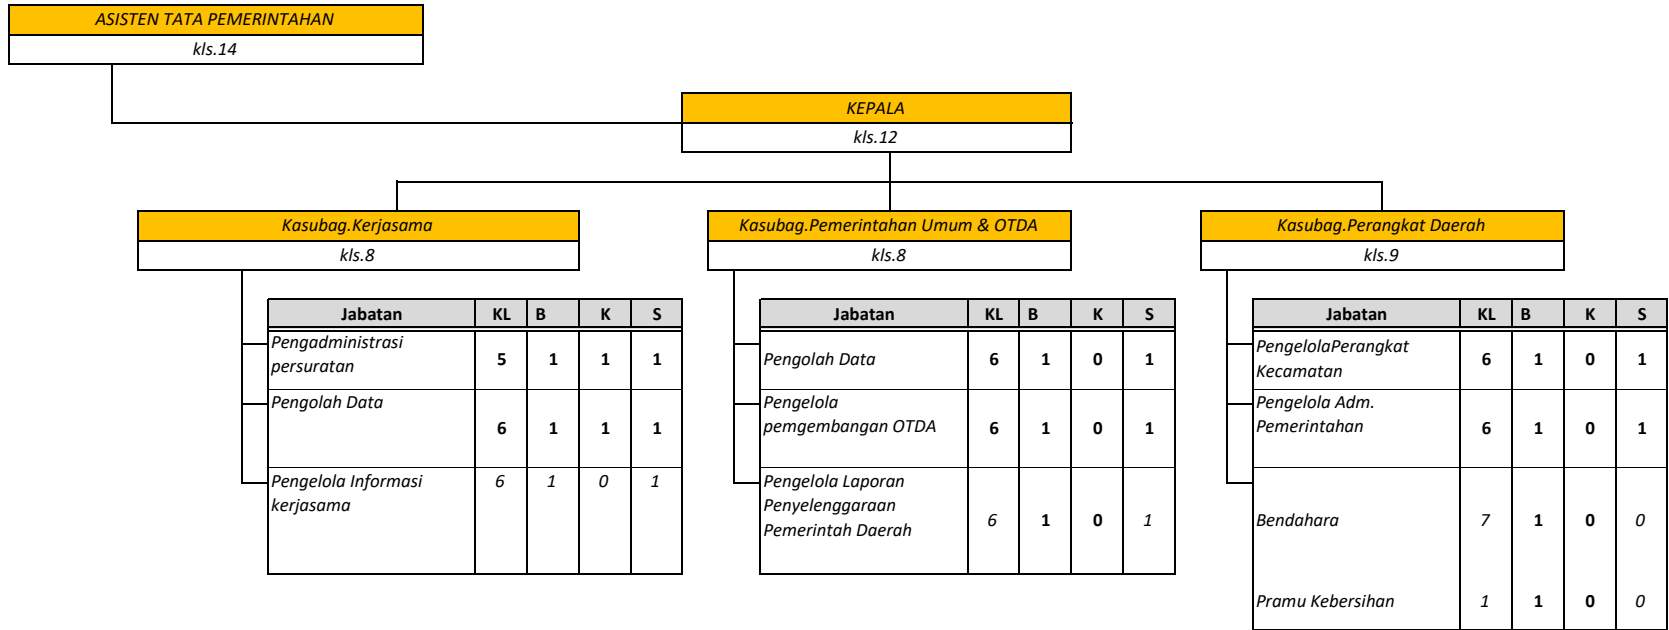 ASISTEN TATA PEMERINTAHAN
kls.14
KEPALA
kls.12
Kasubag.Kerjasama
kls.8
Kasubag.Pemerintahan Umum & OTDA
kls.8
Kasubag.Perangkat Daerah
kls.9
Jabatan KL B K S
Pengadministrasi
persuratan 5 1 1 1
Pengolah Data
6 1 1 1
Pengelola Informasi 6 1 0 1
kerjasama
Jabatan KL B K S
Pengolah Data 6 1 0 1
Pengelola
pemgembangan OTDA 6 1 0 1
Pengelola Laporan
Penyelenggaraan
Pemerintah Daerah 6 1 0 1
Jabatan KL B K S
PengelolaPerangkat
Kecamatan 6 1 0 1
Pengelola Adm.
Pemerintahan 6 1 0 1
Bendahara 7 1 0 0
Pramu Kebersihan 1 1 0 0